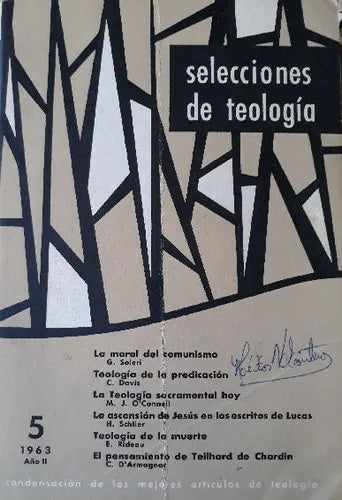 selecciones
de teología
La moral del comunismo
G. Soleri
Teología de la predicación
C. Davis
La Teología sacramental hoy
M. J. O'Connell
La ascensión de Jesús en los escritos de Lucas
H. Schlier
Teología de la muerte
E. Rideau
El pensamiento de Teilhard de Chardin
C. D'Armagnac
5
1963
Año II
condensación de los mejores artículos de teología